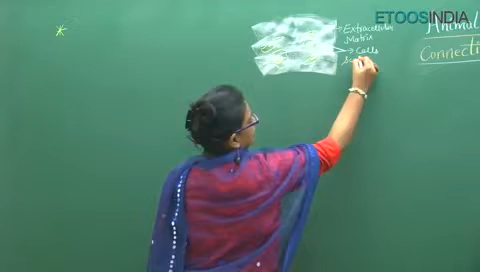 ETOOSINDIA
Animal
Connecti
Extracellular
Matrix
→ Cells